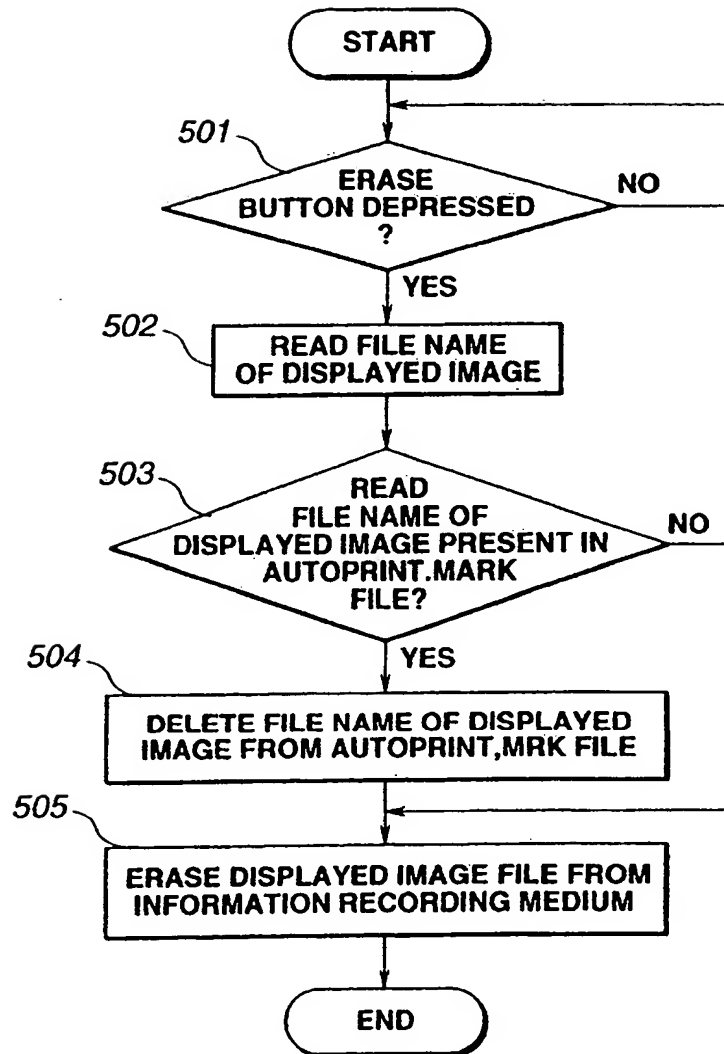 START
501
ERASE
BUTTON DEPRESSED
?
NO
YES
502
READ FILE NAME
OF DISPLAYED IMAGE
503
READ
FILE NAME OF
DISPLAYED IMAGE PRESENT IN
AUTOPRINT.MARK
FILE?
NO
YES
504
DELETE FILE NAME OF DISPLAYED
IMAGE FROM AUTOPRINT,MRK FILE
505
ERASE DISPLAYED IMAGE FILE FROM
INFORMATION RECORDING MEDIUM
END